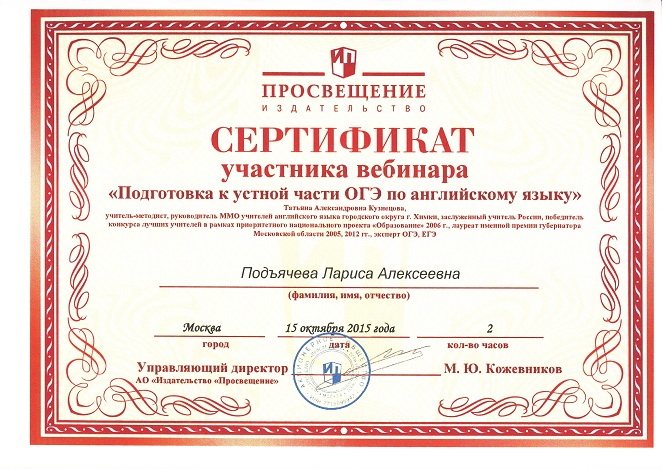 ИП
ПРОСВЕЩЕНИЕ
ИЗДАТЕЛЬСТВО
СЕРТИФИКАТ
участника вебинара
«Подготовка к устной части ОГЭ по английскому языку»
Татьяна Александровна Кузнецова,
учитель-методист, руководитель ММО учителей английского языка городского округа г. Химки, заслуженный учитель России, победитель
конкурса лучших учителей в рамках приоритетного национального проекта «Образование» 2006 г., лауреат именной премии губернатора
Московской области 2005, 2012 гг., эксперт ОГЭ, ЕГЭ
Подъячева Лариса Алексеевна
(фамилия, имя, отчество)
Москва 15 октября 2015 года 2
город дата кол-во часов
Управляющий директор М. Ю. Кожевников
АО «Издательство «Просвещение»
ИП